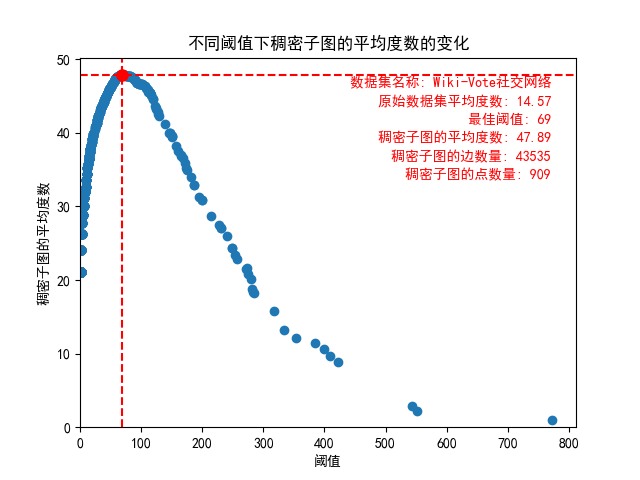 不同阈值下稠密子图的平均度数的变化
数据集名称: Wiki-Vote社交网络
原始数据集平均度数: 14.57
最佳阈值: 69
稠密子图的平均度数: 47.89
稠密子图的边数量: 43535
稠密子图的点数量: 909
稠密子图的平均度数
50
40
30
20
10
0
0 100 200 300 400 500 600 700 800
阈值